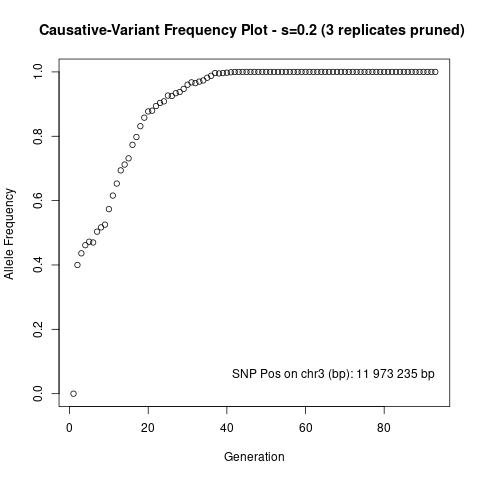 Causative-Variant Frequency Plot - s=0.2 (3 replicates pruned)
1.0
0.8
0.6
0.4
0.2
0.0
Allele Frequency
SNP Pos on chr3 (bp): 11 973 235 bp
0 20 40 60 80
Generation